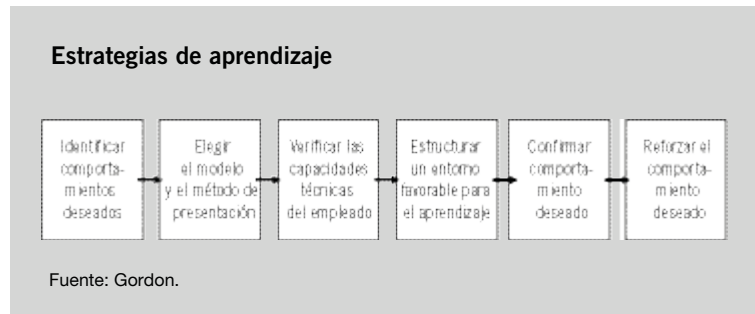 Estrategias de aprendizaje
Identificar
comporta-
mientos
deseados
Elegir
el modelo
y el método de
presentación
Verificar las
capacidades
técnicas
del empleado
Estructurar
un entorno
favorable para
el aprendizaje
Confirmar
comporta-
miento
deseado
Reforzar el
comporta-
miento
deseado
Fuente: Gordon.